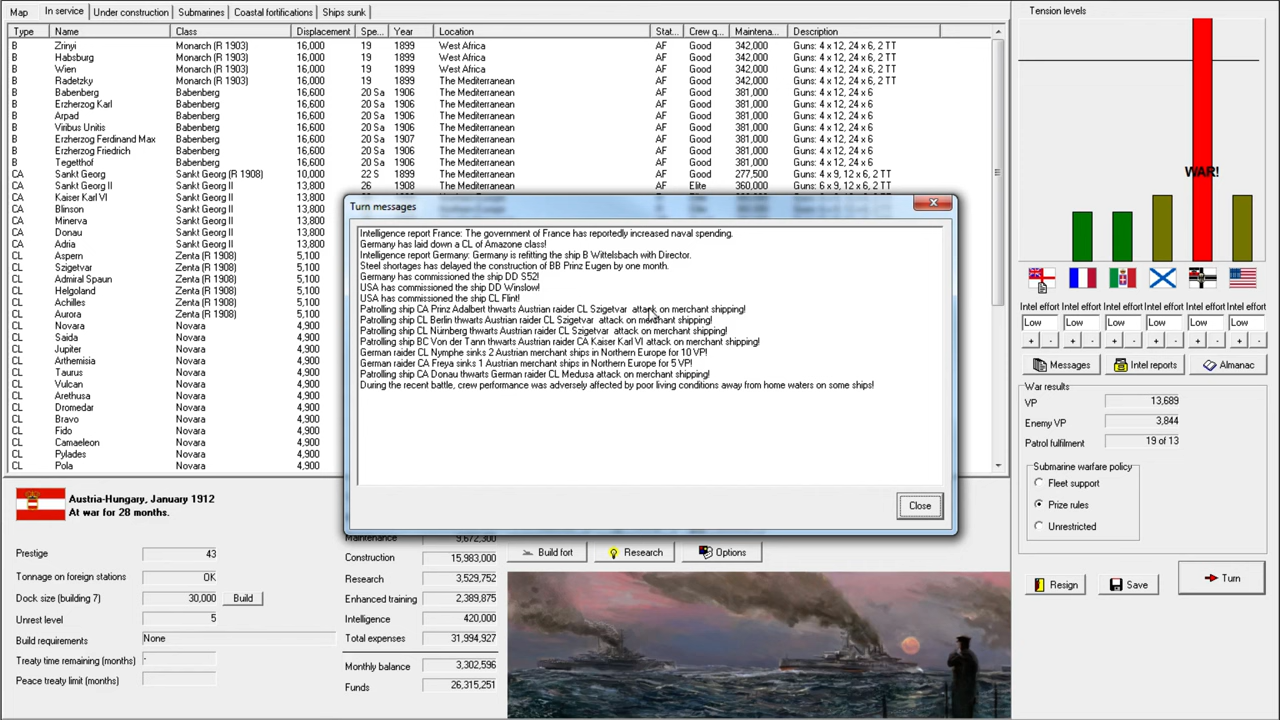 Map In service Under construction Submarines Coastal fortifications Ships sunk
Type Name Class Displacement Spe... Year Location Stat... Crew q... Maintena... Description
B Zrinyi Monarch (R 1903) 16,000 19 1899 West Africa AF Good 342,000 Guns: 4 x 12, 24 x 6, 2 TT
B Habsburg Monarch (R 1903) 16,000 19 1899 West Africa AF Good 342,000 Guns: 4 x 12, 24 x 6, 2 TT
B Wien Monarch (R 1903) 16,000 19 1899 West Africa AF Good 342,000 Guns: 4 x 12, 24 x 6, 2 TT
B Radetzky Monarch (R 1903) 16,000 19 1899 The Mediterranean AF Good 342,000 Guns: 4 x 12, 24 x 6, 2 TT
B Babenberg Babenberg 16,600 20 Sa 1906 The Mediterranean AF Good 381,000 Guns: 4 x 12, 24 x 6
B Erzherzog Karl Babenberg 16,600 20 Sa 1906 The Mediterranean AF Good 381,000 Guns: 4 x 12, 24 x 6
B Arpad Babenberg 16,600 20 Sa 1906 The Mediterranean AF Good 381,000 Guns: 4 x 12, 24 x 6
B Viribus Unitis Babenberg 16,600 20 Sa 1906 The Mediterranean AF Good 381,000 Guns: 4 x 12, 24 x 6
B Erzherzog Ferdinand Max Babenberg 16,600 20 Sa 1907 The Mediterranean AF Good 381,000 Guns: 4 x 12, 24 x 6
B Erzherzog Friedrich Babenberg 16,600 20 Sa 1906 The Mediterranean AF Good 381,000 Guns: 4 x 12, 24 x 6
B Tegetthof Babenberg 16,600 20 Sa 1906 The Mediterranean AF Good 381,000 Guns: 4 x 12, 24 x 6
CA Sankt Georg Sankt Georg (R 1908) 10,000 22 S 1899 The Mediterranean AF Good 277,500 Guns: 4 x 9, 12 x 6, 2 TT
CA Sankt Georg II Sankt Georg II 13,800 26 1908 The Mediterranean AF Elite 360,000 Guns: 6 x 9, 12 x 6, 2 TT
CA Kaiser Karl VI Sankt Georg II 13,800
CA Blinson Sankt Georg II 13,800
CA Minerva Sankt Georg II 13,800
CA Donau Sankt Georg II 13,800
CA Adria Sankt Georg II 13,800
CL Aspern Zenta (R 1908) 5,100
CL Szigetvar Zenta (R 1908) 5,100
CL Admiral Spaun Zenta (R 1908) 5,100
CL Helgoland Zenta (R 1908) 5,100
CL Achilles Zenta (R 1908) 5,100
CL Aurora Zenta (R 1908) 5,100
CL Novara Novara 4,900
CL Saida Novara 4,900
CL Jupiter Novara 4,900
CL Arthemisia Novara 4,900
CL Taurus Novara 4,900
CL Vulcan Novara 4,900
CL Arethusa Novara 4,900
CL Dromedar Novara 4,900
CL Bravo Novara 4,900
CL Fido Novara 4,900
CL Camaeleon Novara 4,900
CL Pylades Novara 4,900
CL Pola Novara 4,900
Turn messages
Intelligence report France: The government of France has reportedly increased naval spending.
Germany has laid down a CL of Amazone class!
Intelligence report Germany: Germany is refitting the ship B Wittelsbach with Director.
Steel shortages has delayed the construction of BB Prinz Eugen by one month.
Germany has commissioned the ship DD S52!
USA has commissioned the ship DD Winslow!
USA has commissioned the ship CL Flint!
Patrolling ship CA Prinz Adalbert thwarts Austrian raider CL Szigetvar attack on merchant shipping!
Patrolling ship CL Berlin thwarts Austrian raider CL Szigetvar attack on merchant shipping!
Patrolling ship CL Nürnberg thwarts Austrian raider CL Szigetvar attack on merchant shipping!
Patrolling ship BC Von der Tann thwarts Austrian raider CA Kaiser Karl VI attack on merchant shipping!
German raider CL Nymphe sinks 2 Austrian merchant ships in Northern Europe for 10 VP!
German raider CA Freya sinks 1 Austrian merchant ships in Northern Europe for 5 VP!
Patrolling ship CA Donau thwarts German raider CL Medusa attack on merchant shipping!
During the recent battle, crew performance was adversely affected by poor living conditions away from home waters on some ships!
Close
Austria-Hungary, January 1912
At war for 28 months.
Prestige 43
Tonnage on foreign stations OK
Dock size (building 7) 30,000 Build
Unrest level 5
Build requirements None
Treaty time remaining (months) -
Peace treaty limit (months)
Maintenance 9,672,300
Construction 15,983,000
Research 3,529,752
Enhanced training 2,389,875
Intelligence 420,000
Total expenses 31,994,927
Monthly balance 3,302,596
Funds 26,315,251
Build fort Research Options
Tension levels
WAR!
Intel effort Intel effort Intel effort Intel effort Intel effort Intel effort
Low Low Low Low Low Low
+ - + - + - + - + - + -
Messages Intel reports Almanac
War results
VP 13,689
Enemy VP 3,844
Patrol fulfilment 19 of 13
Submarine warfare policy
Fleet support
Prize rules
Unrestricted
Resign Save Turn